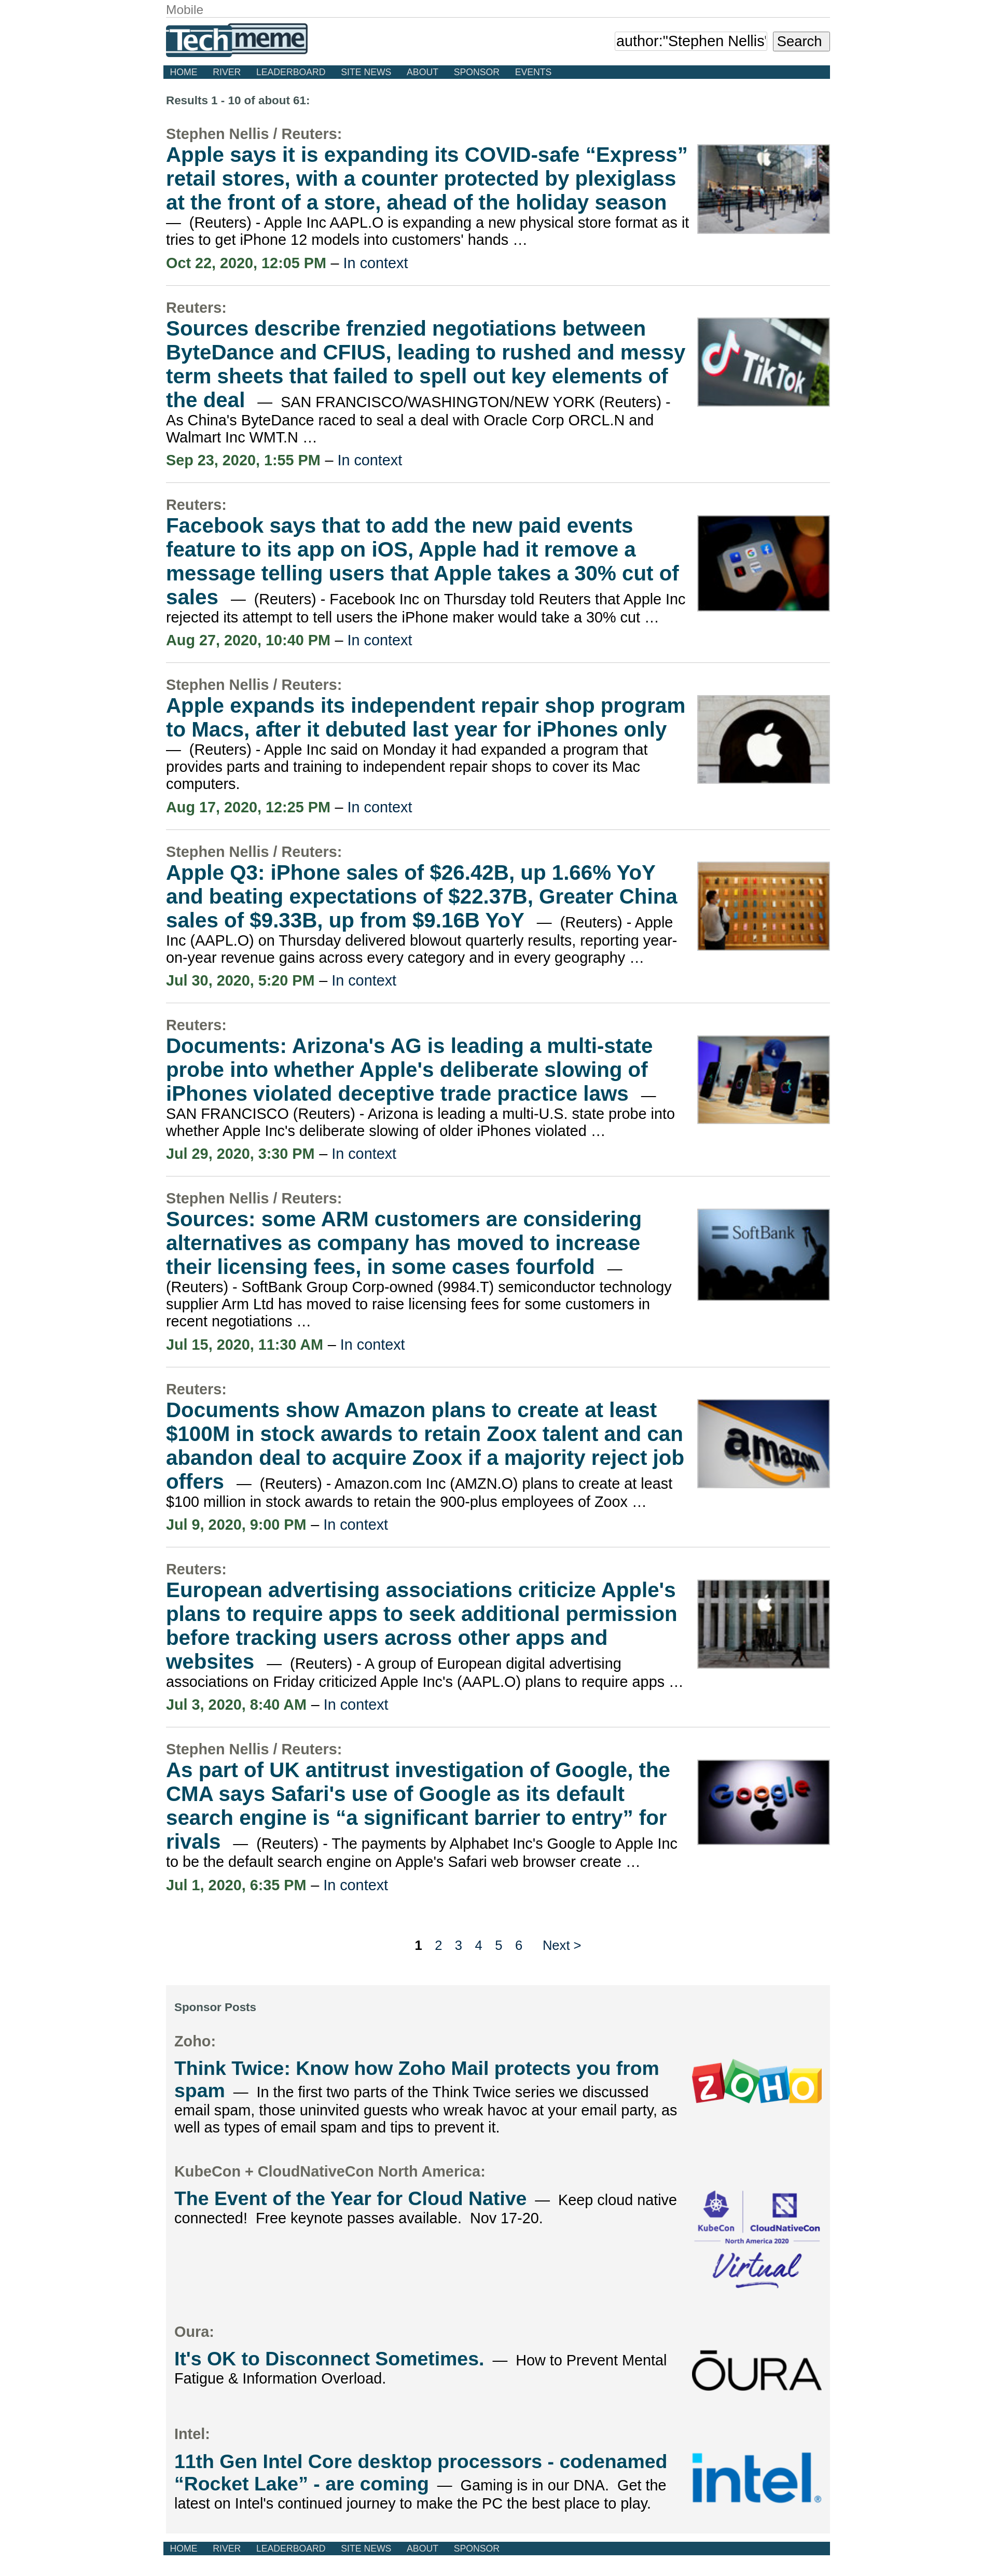 Mobile
Techmeme
author:"Stephen Nellis" Search
HOME RIVER LEADERBOARD SITE NEWS ABOUT SPONSOR EVENTS
Results 1 - 10 of about 61:
Stephen Nellis / Reuters:
Apple says it is expanding its COVID-safe “Express”
retail stores, with a counter protected by plexiglass
at the front of a store, ahead of the holiday season
— (Reuters) - Apple Inc AAPL.O is expanding a new physical store format as it
tries to get iPhone 12 models into customers' hands …
Oct 22, 2020, 12:05 PM – In context
Reuters:
Sources describe frenzied negotiations between
ByteDance and CFIUS, leading to rushed and messy
term sheets that failed to spell out key elements of
the deal — SAN FRANCISCO/WASHINGTON/NEW YORK (Reuters) -
As China's ByteDance raced to seal a deal with Oracle Corp ORCL.N and
Walmart Inc WMT.N …
TikTok
Sep 23, 2020, 1:55 PM – In context
Reuters:
Facebook says that to add the new paid events
feature to its app on iOS, Apple had it remove a
message telling users that Apple takes a 30% cut of
sales — (Reuters) - Facebook Inc on Thursday told Reuters that Apple Inc
rejected its attempt to tell users the iPhone maker would take a 30% cut …
Aug 27, 2020, 10:40 PM – In context
Stephen Nellis / Reuters:
Apple expands its independent repair shop program
to Macs, after it debuted last year for iPhones only
— (Reuters) - Apple Inc said on Monday it had expanded a program that
provides parts and training to independent repair shops to cover its Mac
computers.
Aug 17, 2020, 12:25 PM – In context
Stephen Nellis / Reuters:
Apple Q3: iPhone sales of $26.42B, up 1.66% YoY
and beating expectations of $22.37B, Greater China
sales of $9.33B, up from $9.16B YoY — (Reuters) - Apple
Inc (AAPL.O) on Thursday delivered blowout quarterly results, reporting year-
on-year revenue gains across every category and in every geography …
Jul 30, 2020, 5:20 PM – In context
Reuters:
Documents: Arizona's AG is leading a multi-state
probe into whether Apple's deliberate slowing of
iPhones violated deceptive trade practice laws —
SAN FRANCISCO (Reuters) - Arizona is leading a multi-U.S. state probe into
whether Apple Inc's deliberate slowing of older iPhones violated …
Jul 29, 2020, 3:30 PM – In context
Stephen Nellis / Reuters:
Sources: some ARM customers are considering
alternatives as company has moved to increase
their licensing fees, in some cases fourfold —
(Reuters) - SoftBank Group Corp-owned (9984.T) semiconductor technology
supplier Arm Ltd has moved to raise licensing fees for some customers in
recent negotiations …
SoftBank
Jul 15, 2020, 11:30 AM – In context
Reuters:
Documents show Amazon plans to create at least
$100M in stock awards to retain Zoox talent and can
abandon deal to acquire Zoox if a majority reject job
offers — (Reuters) - Amazon.com Inc (AMZN.O) plans to create at least
$100 million in stock awards to retain the 900-plus employees of Zoox …
amazon
Jul 9, 2020, 9:00 PM – In context
Reuters:
European advertising associations criticize Apple's
plans to require apps to seek additional permission
before tracking users across other apps and
websites — (Reuters) - A group of European digital advertising
associations on Friday criticized Apple Inc's (AAPL.O) plans to require apps …
Jul 3, 2020, 8:40 AM – In context
Stephen Nellis / Reuters:
As part of UK antitrust investigation of Google, the
CMA says Safari's use of Google as its default
search engine is “a significant barrier to entry” for
rivals — (Reuters) - The payments by Alphabet Inc's Google to Apple Inc
to be the default search engine on Apple's Safari web browser create …
Google
Jul 1, 2020, 6:35 PM – In context
1 2 3 4 5 6 Next >
Sponsor Posts
Zoho:
Think Twice: Know how Zoho Mail protects you from
spam — In the first two parts of the Think Twice series we discussed
email spam, those uninvited guests who wreak havoc at your email party, as
well as types of email spam and tips to prevent it.
ZOHO
KubeCon + CloudNativeCon North America:
The Event of the Year for Cloud Native — Keep cloud native
connected! Free keynote passes available. Nov 17-20.
KubeCon CloudNativeCon
North America 2020
Virtual
Oura:
It's OK to Disconnect Sometimes. — How to Prevent Mental
Fatigue & Information Overload.
ŌURA
Intel:
11th Gen Intel Core desktop processors - codenamed
“Rocket Lake” - are coming — Gaming is in our DNA. Get the
latest on Intel's continued journey to make the PC the best place to play.
intel®
HOME RIVER LEADERBOARD SITE NEWS ABOUT SPONSOR